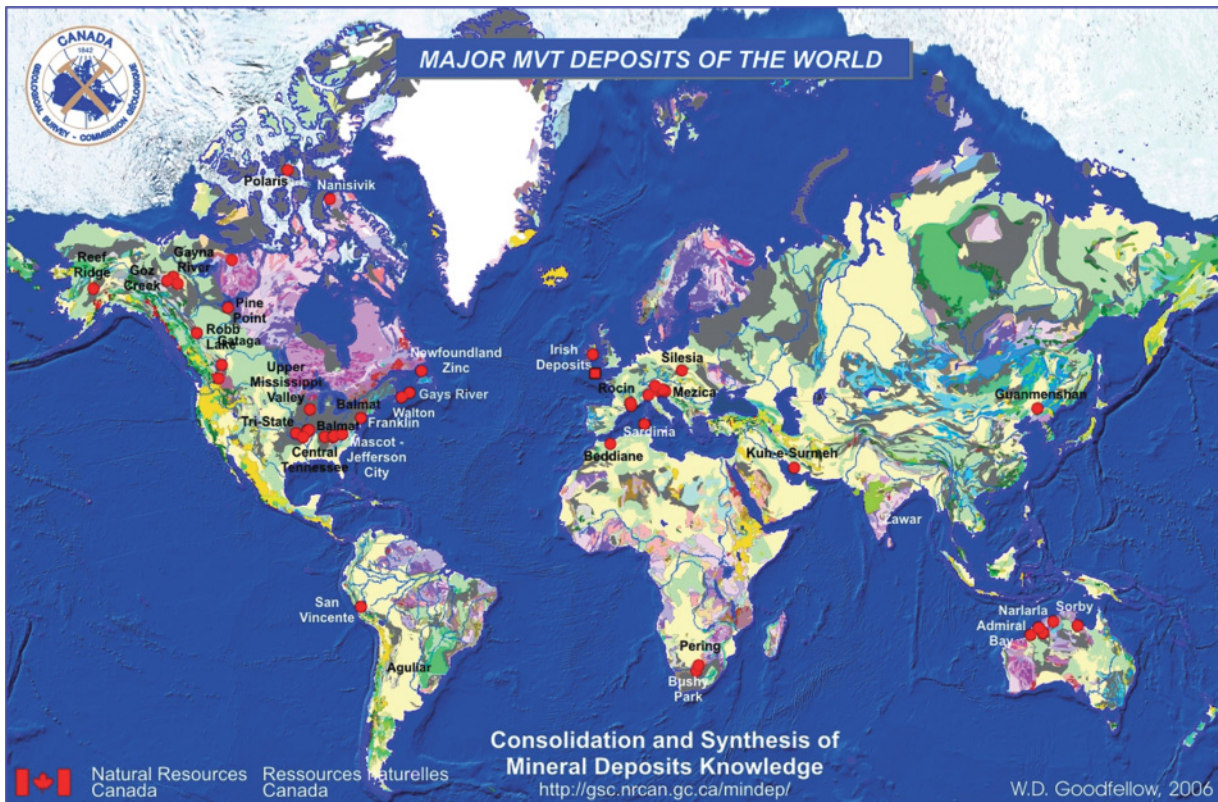 MAJOR MVT DEPOSITS OF THE WORLD
CANADA
1842
GEOLOGICAL SURVEY - COMMISSION GÉOLOGIQUE
Polaris
Nanisivik
Reef
Ridge
Goz
Creek
Gayna
River
Pine
Point
Robb
Lake
Gataga
Upper
Mississippi
Valley
Newfoundland
Zinc
Gays River
Walton
Balmat
Franklin
Tri-State
Balmat
Central
Tennessee
Mascot -
Jefferson
City
Irish
Deposits
Silesia
Rocin
Mezica
Sardinia
Beddiane
Kuh-e-Surmeh
Guanmenshan
Zawar
San
Vincente
Aguliar
Pering
Bushy
Park
Narlarla
Sorby
Admiral
Bay
Consolidation and Synthesis of
Mineral Deposits Knowledge
http://gsc.nrcan.gc.ca/mindep/
Natural Resources
Canada
Ressources naturelles
Canada
W.D. Goodfellow, 2006